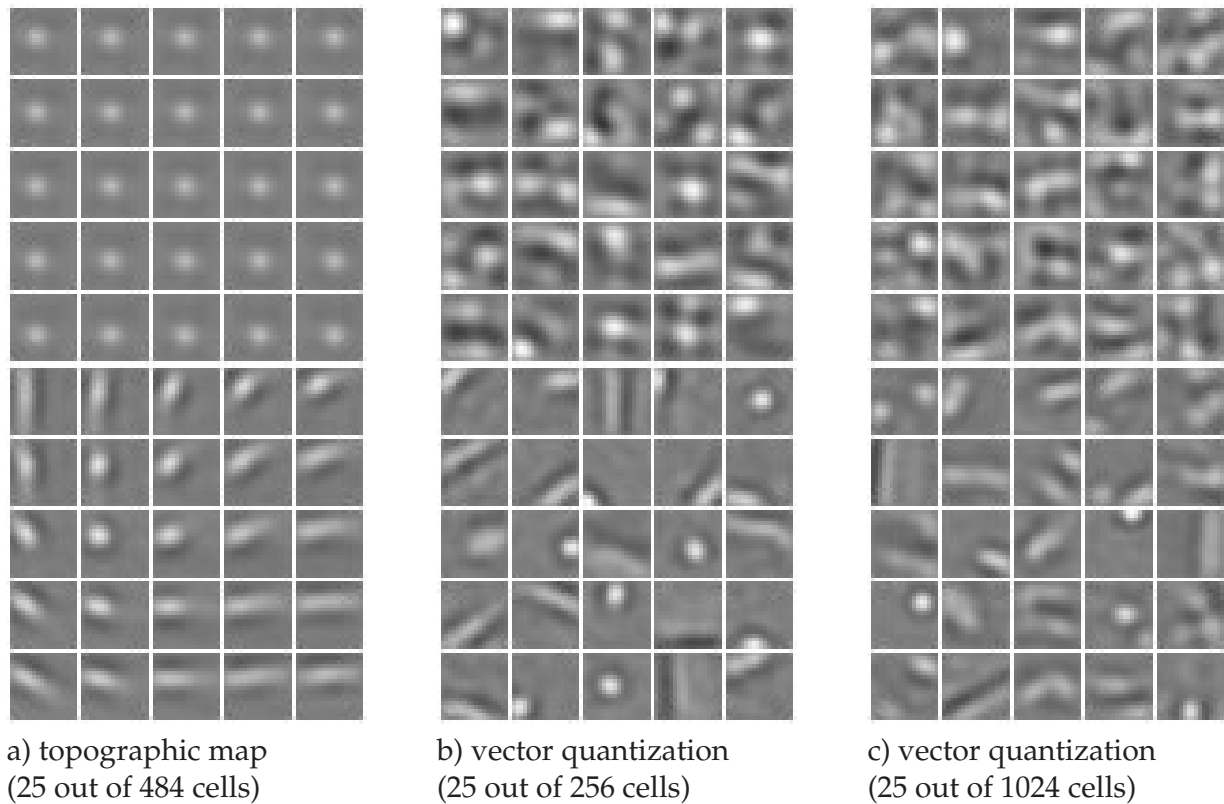 a) topographic map
(25 out of 484 cells)
b) vector quantization
(25 out of 256 cells)
c) vector quantization
(25 out of 1024 cells)